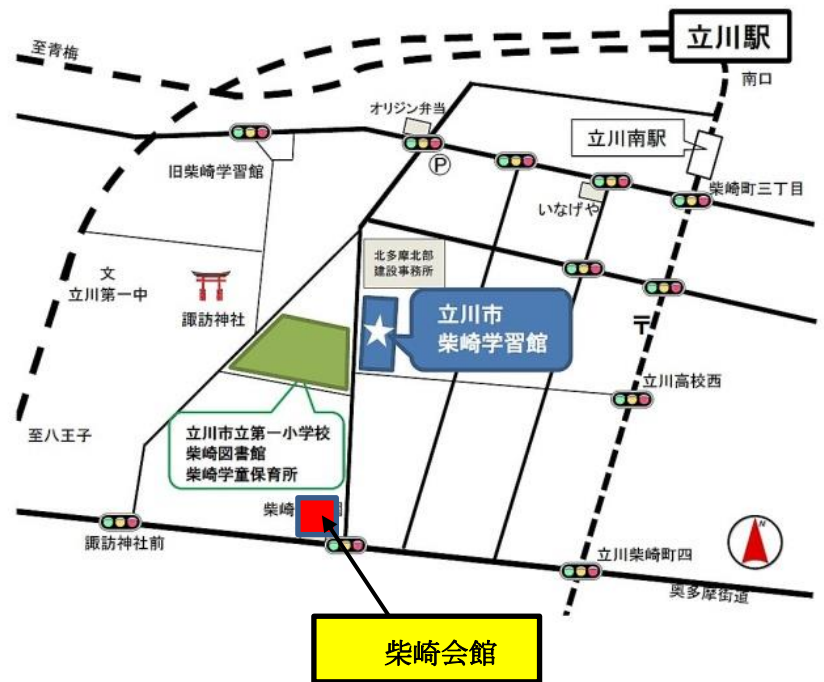 立川駅
至青梅
南口
オリジン弁当
立川南駅
P
旧柴崎学習館
いなげや
柴崎町三丁目
北多摩北部
建設事務所
文
立川第一中
諏訪神社
立川市
柴崎学習館
〒
立川高校西
至八王子
立川市立第一小学校
柴崎図書館
柴崎学童保育所
柴崎
諏訪神社前
N
立川柴崎町四
奥多摩街道
柴崎会館